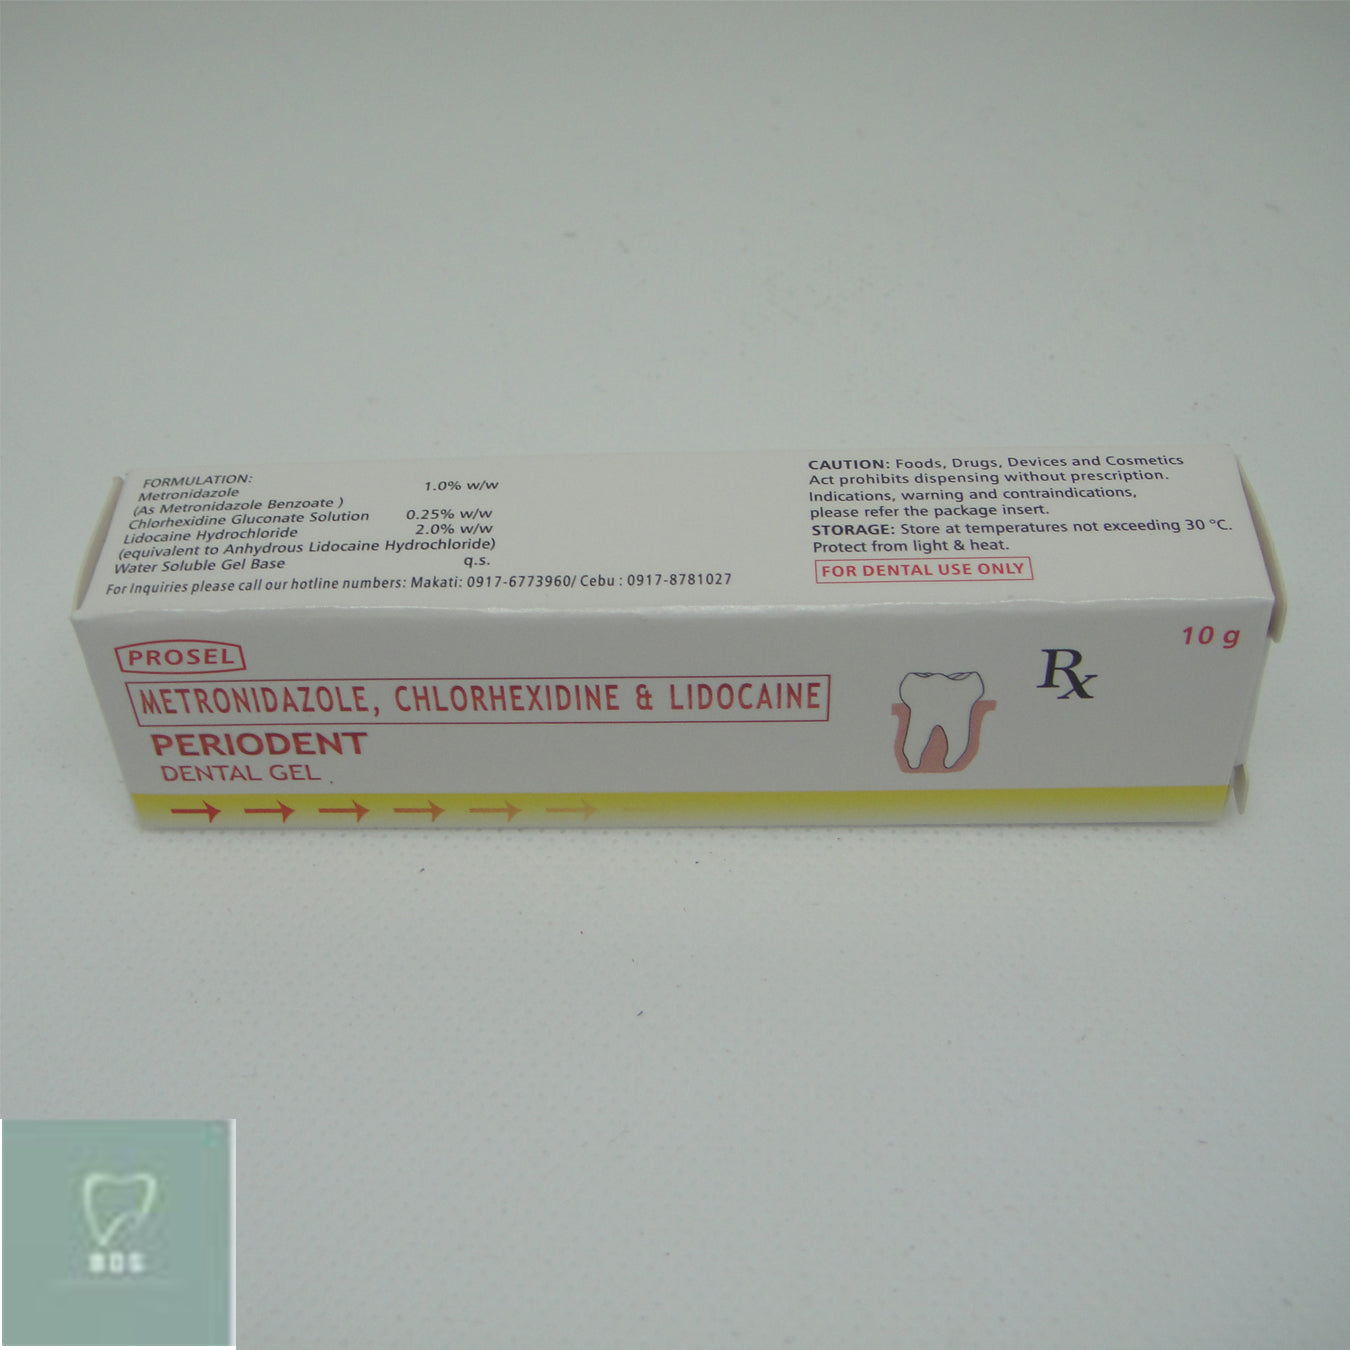 FORMULATION:
Metronidazole 1.0% w/w
(As Metronidazole Benzoate )
Chlorhexidine Gluconate Solution 0.25% w/w
Lidocaine Hydrochloride 2.0% w/w
(equivalent to Anhydrous Lidocaine Hydrochloride)
Water Soluble Gel Base q.s.
For Inquiries please call our hotline numbers: Makati: 0917-6773960/ Cebu : 0917-8781027
CAUTION: Foods, Drugs, Devices and Cosmetics
Act prohibits dispensing without prescription.
Indications, warning and contraindications,
please refer the package insert.
STORAGE: Store at temperatures not exceeding 30 °C.
Protect from light & heat.
FOR DENTAL USE ONLY
PROSEL
METRONIDAZOLE, CHLORHEXIDINE & LIDOCAINE
PERIODENT
DENTAL GEL
Rx
10 g